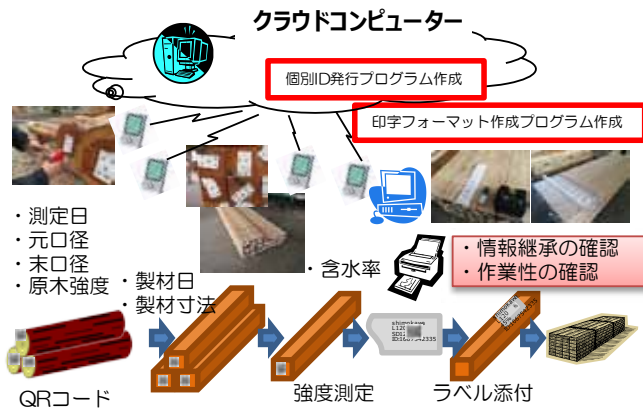 クラウドコンピューター
個別ID発行プログラム作成
印字フォーマット作成プログラム作成
・測定日
・元口径
・末口径
・原木強度
・製材日
・製材寸法
・含水率
・情報継承の確認
・作業性の確認
QRコード
強度測定
ラベル添付